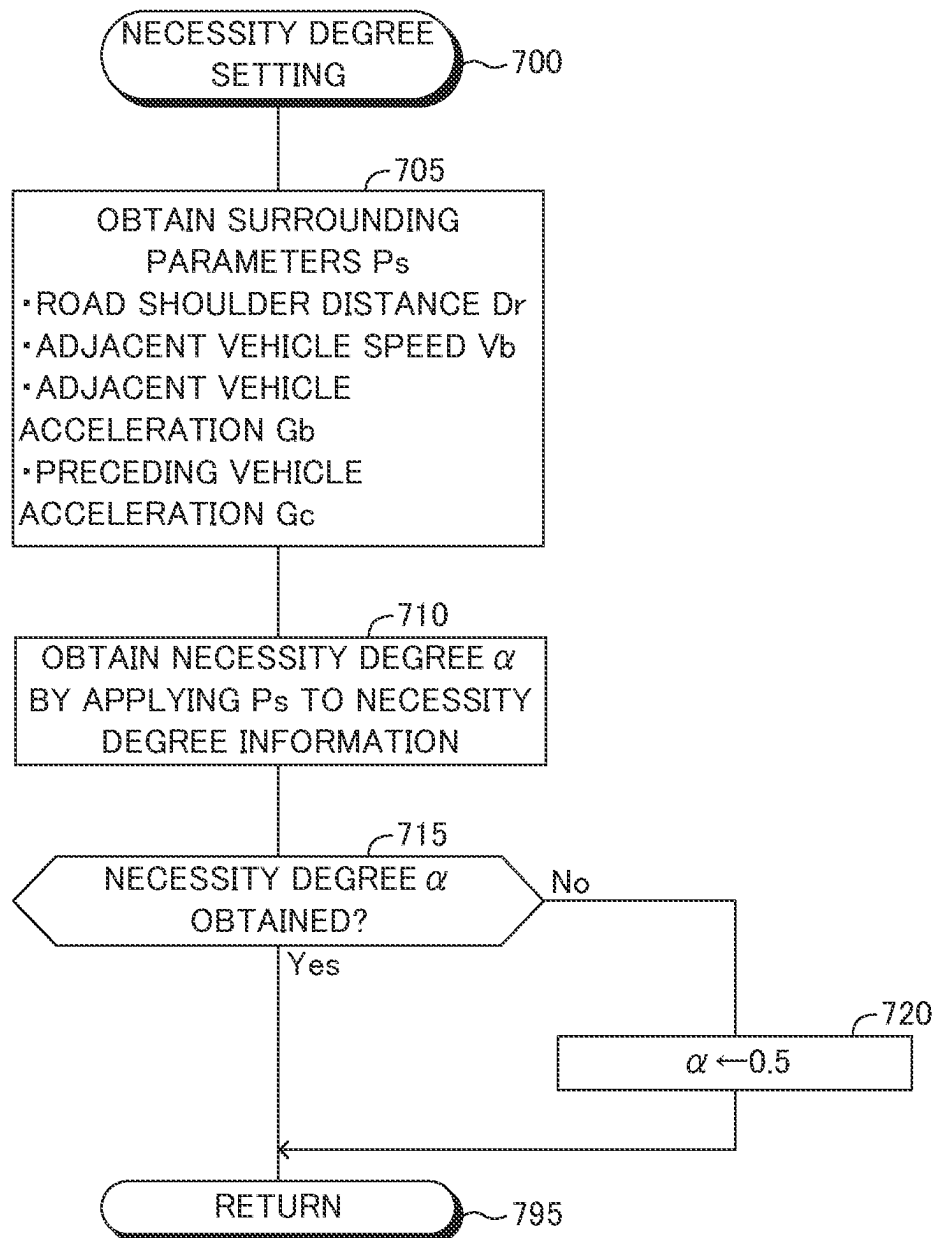 NECESSITY DEGREE
SETTING
700
705
OBTAIN SURROUNDING
PARAMETERS Ps
・ROAD SHOULDER DISTANCE Dr
・ADJACENT VEHICLE SPEED Vb
・ADJACENT VEHICLE
ACCELERATION Gb
・PRECEDING VEHICLE
ACCELERATION Gc
710
OBTAIN NECESSITY DEGREE α
BY APPLYING Ps TO NECESSITY
DEGREE INFORMATION
715
NECESSITY DEGREE α
OBTAINED?
No
Yes
720
α←0.5
RETURN
795